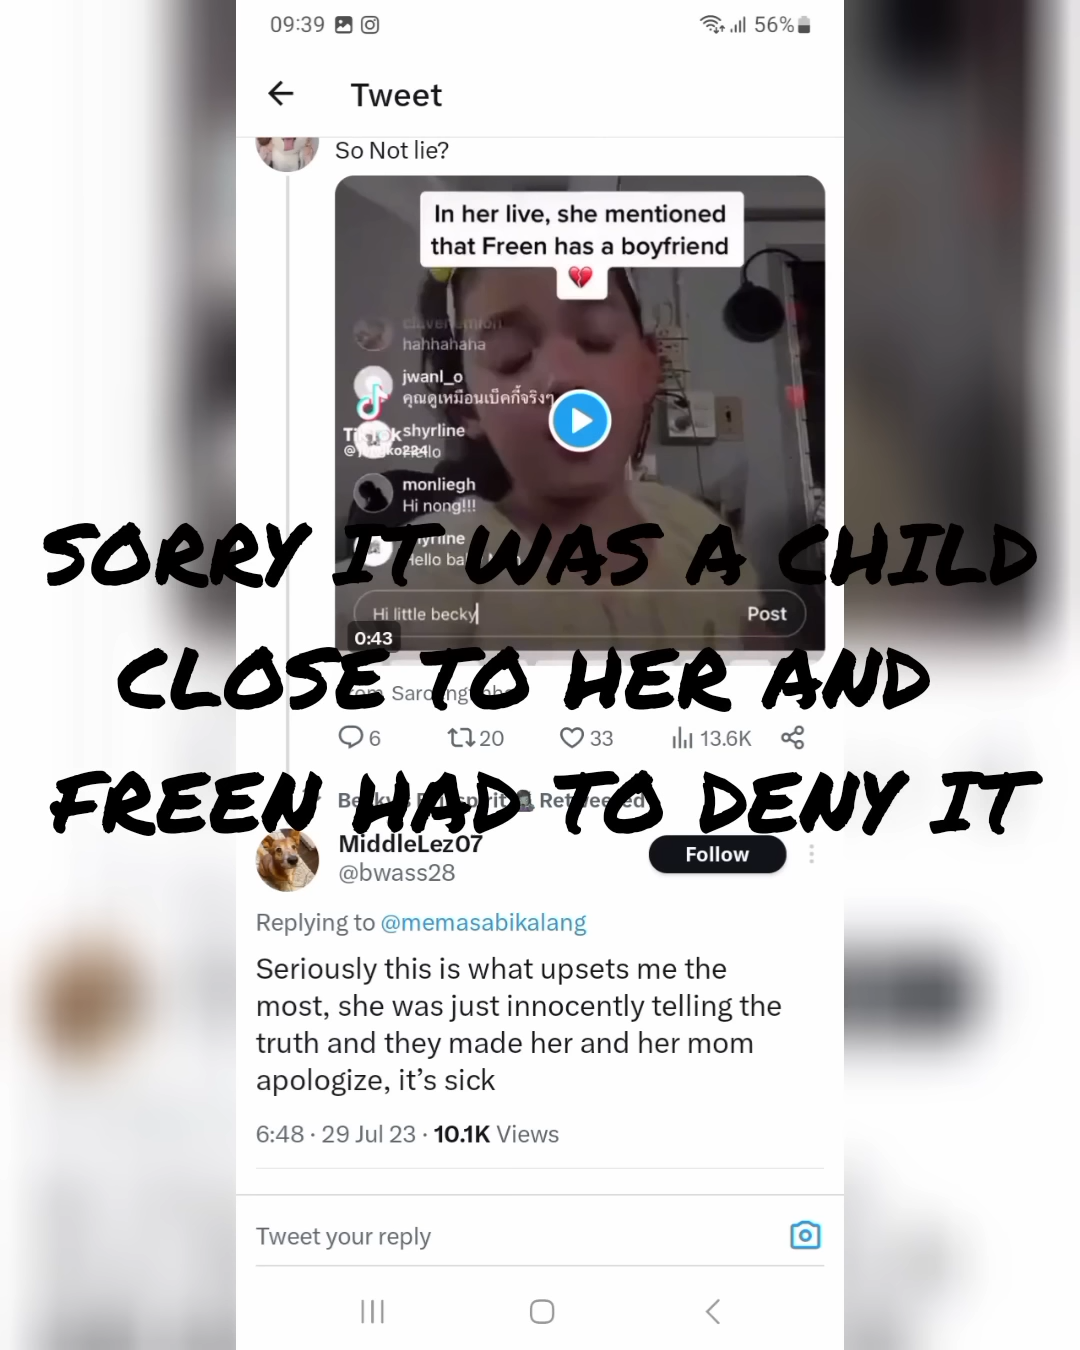 09:39
56%
Tweet
So Not lie?
In her live, she mentioned
that Freen has a boyfriend
hahhahaha
jwanl_o
คุณดูเหมือนเบ็คกี้จริงๆ
TikTok
shyrline
Hello
monliegh
Hi nong!!!
Hello
Hi little becky
Post
0:43
SORRY IT WAS A CHILD
CLOSE TO HER AND
FREEN HAD TO DENY IT
6
20
33
13.6K
Retweeted
MiddleLez07
@bwass28
Follow
Replying to @memasabikalang
Seriously this is what upsets me the
most, she was just innocently telling the
truth and they made her and her mom
apologize, it's sick
6:48 · 29 Jul 23 · 10.1K Views
Tweet your reply